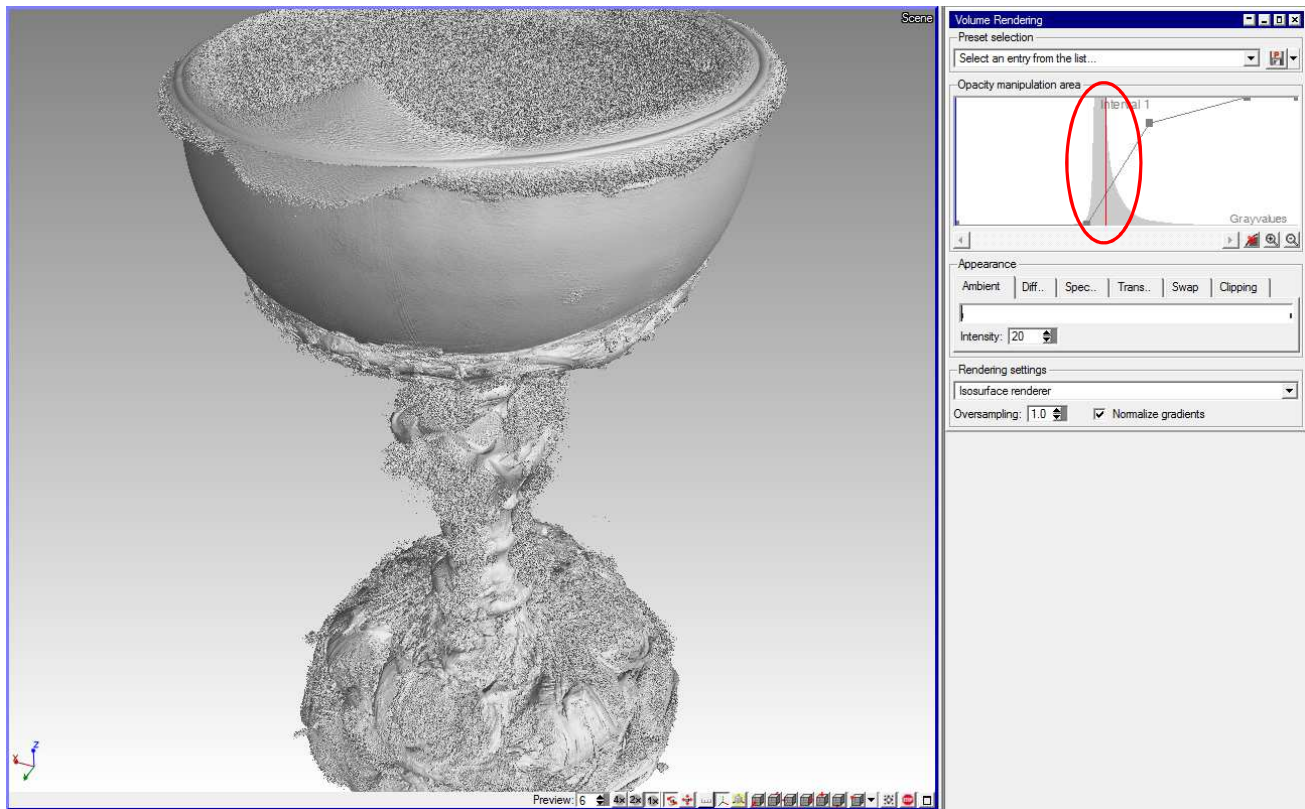 Scene
Volume Rendering
Preset selection
Select an entry from the list...
Opacity manipulation area
Interval 1
Grayvalues
Appearance
Ambient Diff.. Spec.. Trans.. Swap Clipping
Intensity: 20
Rendering settings
Isosurface renderer
Oversampling: 1.0 Normalize gradients
z
x
Preview: 6 4x 2x 1x